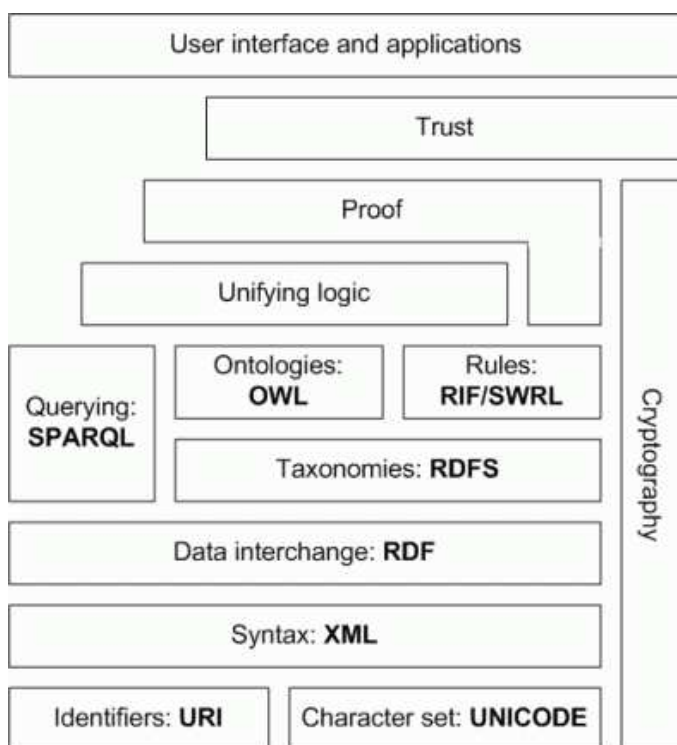 User interface and applications
Trust
Proof
Unifying logic
Querying:
SPARQL
Ontologies:
OWL
Rules:
RIF/SWRL
Taxonomies: RDFS
Data interchange: RDF
Syntax: XML
Identifiers: URI
Character set: UNICODE
Cryptography